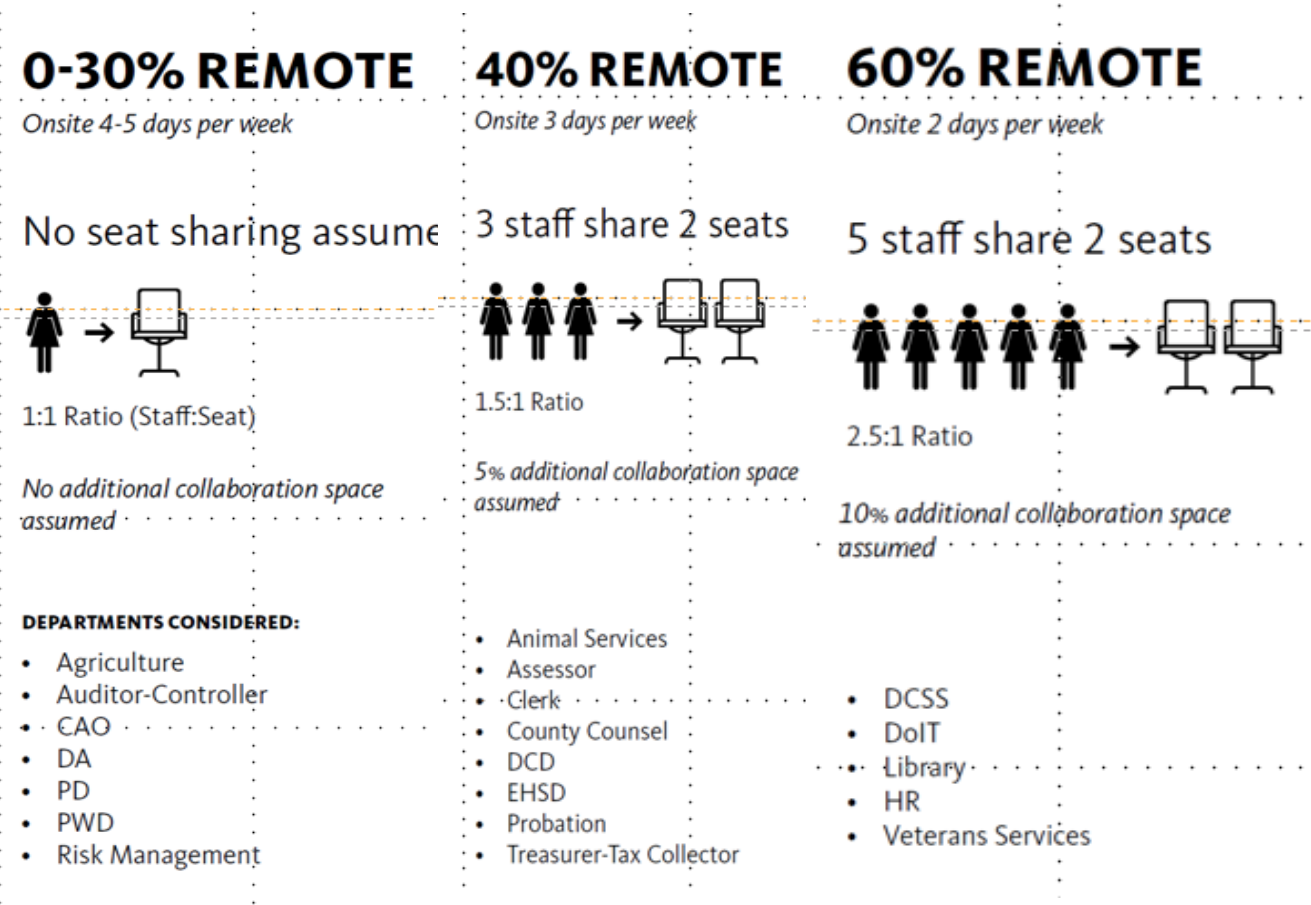 0-30% REMOTE
Onsite 4-5 days per week
No seat sharing assume
1:1 Ratio (Staff:Seat)
No additional collaboration space
assumed
DEPARTMENTS CONSIDERED:
• Agriculture
• Auditor-Controller
• CAO
• DA
• PD
• PWD
• Risk Management
40% REMOTE
Onsite 3 days per week
3 staff share 2 seats
1.5:1 Ratio
5% additional collaboration space
assumed
• Animal Services
• Assessor
• Clerk
• County Counsel
• DCD
• EHSD
• Probation
• Treasurer-Tax Collector
60% REMOTE
Onsite 2 days per week
5 staff share 2 seats
2.5:1 Ratio
10% additional collaboration space
assumed
• DCSS
• DoIT
• Library
• HR
• Veterans Services